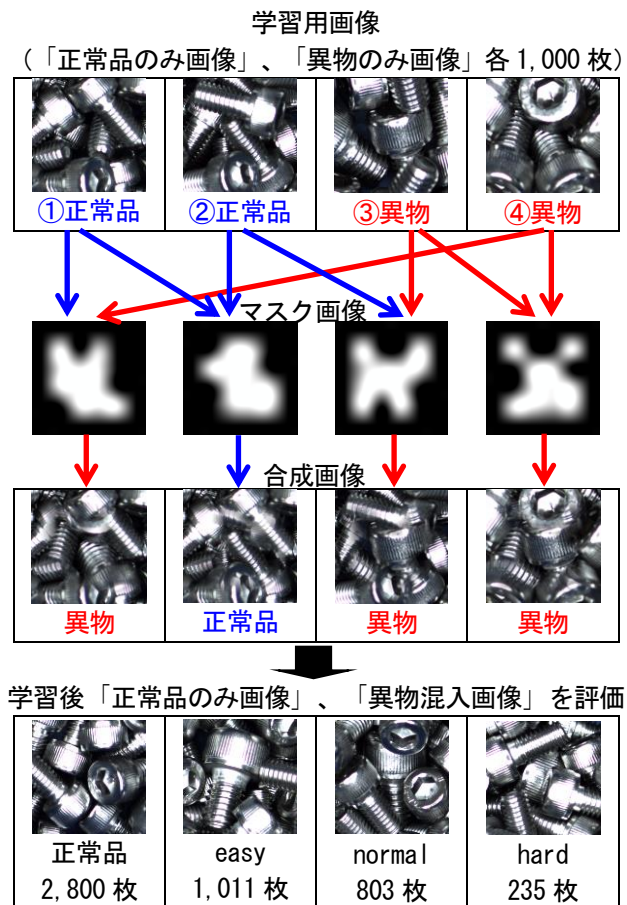 学習用画像
（「正常品のみ画像」、「異物のみ画像」各 1,000 枚）
①正常品 ②正常品 ③異物 ④異物
マスク画像
合成画像
異物 正常品 異物 異物
学習後「正常品のみ画像」、「異物混入画像」を評価
正常品 easy normal hard
2,800 枚 1,011 枚 803 枚 235 枚